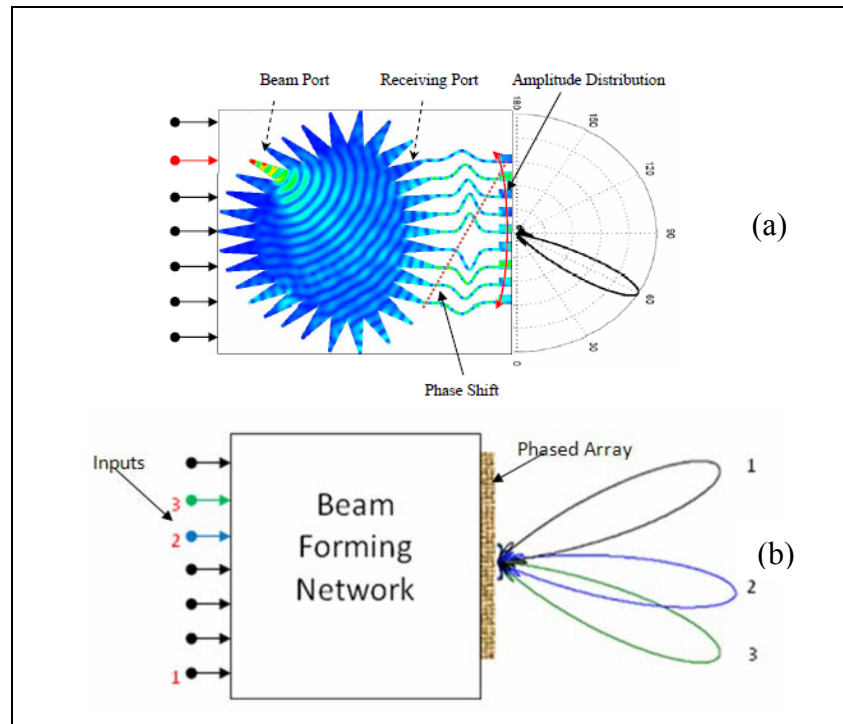 Beam Port
Receiving Port
Amplitude Distribution
180
150
120
90
60
30
0
(a)
Phase Shift
Inputs
Phased Array
3
2
1
Beam
Forming
Network
1
2
3
(b)